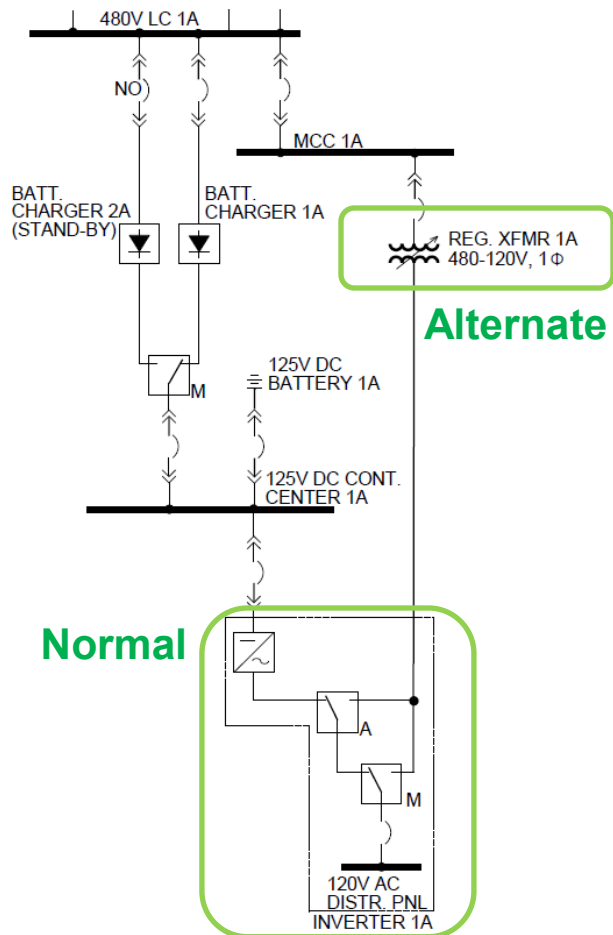 480V LC 1A
NO
MCC 1A
BATT.
CHARGER 2A
(STAND-BY)
BATT.
CHARGER 1A
REG. XFMR 1A
480-120V, 1Φ
Alternate
M
125V DC
BATTERY 1A
125V DC CONT.
CENTER 1A
Normal
A
M
120V AC
DISTR. PNL
INVERTER 1A